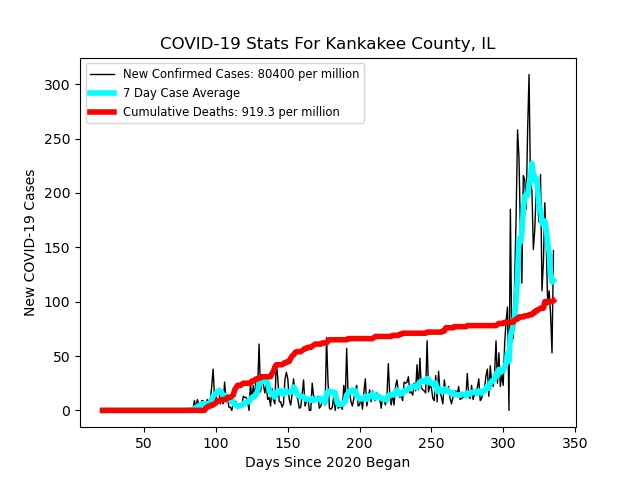 COVID-19 Stats For Kankakee County, IL
New Confirmed Cases: 80400 per million
7 Day Case Average
Cumulative Deaths: 919.3 per million
New COVID-19 Cases
300
250
200
150
100
50
0
50 100 150 200 250 300 350
Days Since 2020 Began